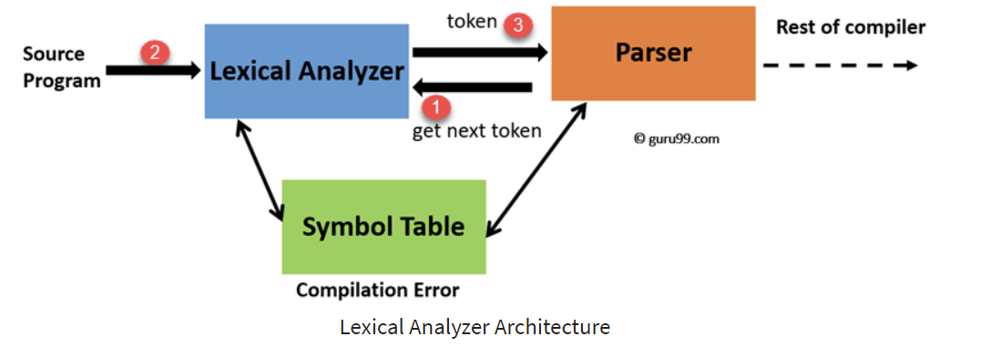 token 3
Source
Program
2
Lexical Analyzer
Parser
Rest of compiler
1
get next token
© guru99.com
Symbol Table
Compilation Error
Lexical Analyzer Architecture